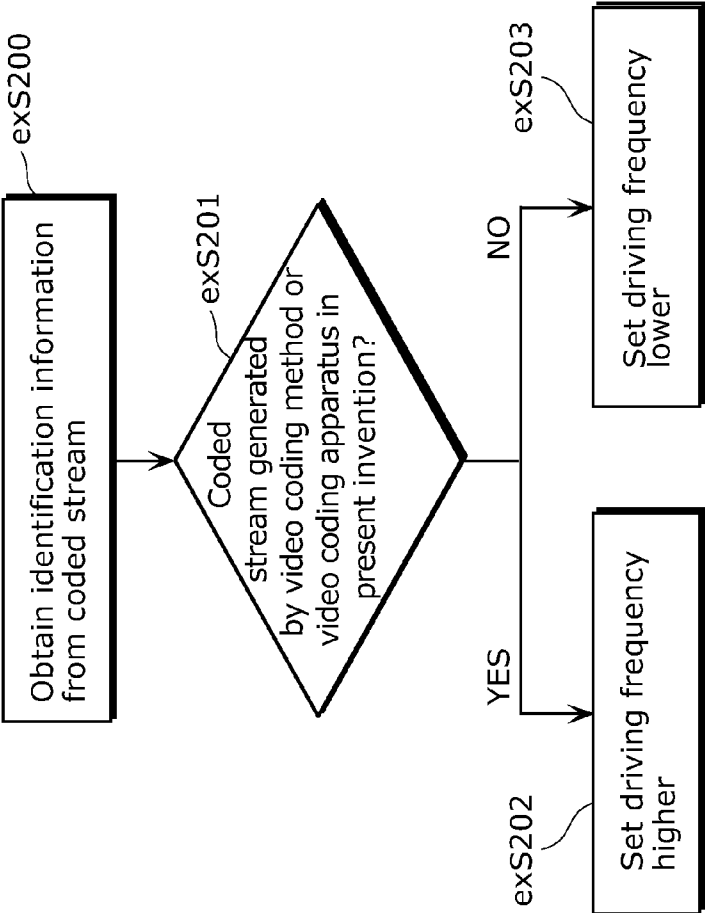 exS200
Obtain identification information
from coded stream
exS201
Coded
stream generated
by video coding method or
video coding apparatus in
present invention?
YES
NO
exS202
Set driving frequency
higher
exS203
Set driving frequency
lower